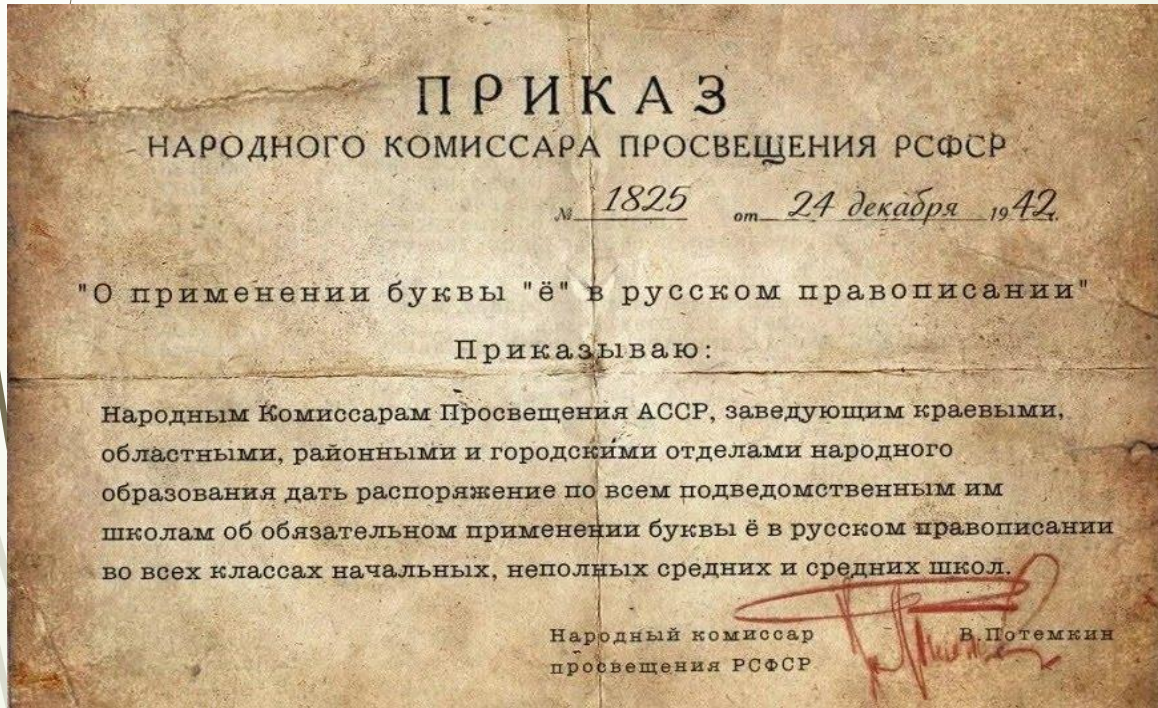 ПРИКАЗ
НАРОДНОГО КОМИССАРА ПРОСВЕЩЕНИЯ РСФСР
№ 1825 от 24 декабря 1942г.
"О применении буквы "ё" в русском правописании"
Приказываю:
Народным Комиссарам Просвещения АССР, заведующим краевыми,
областными, районными и городскими отделами народного
образования дать распоряжение по всем подведомственным им
школам об обязательном применении буквы ё в русском правописании
во всех классах начальных, неполных средних и средних школ.
Народный комиссар В.Потемкин
просвещения РСФСР